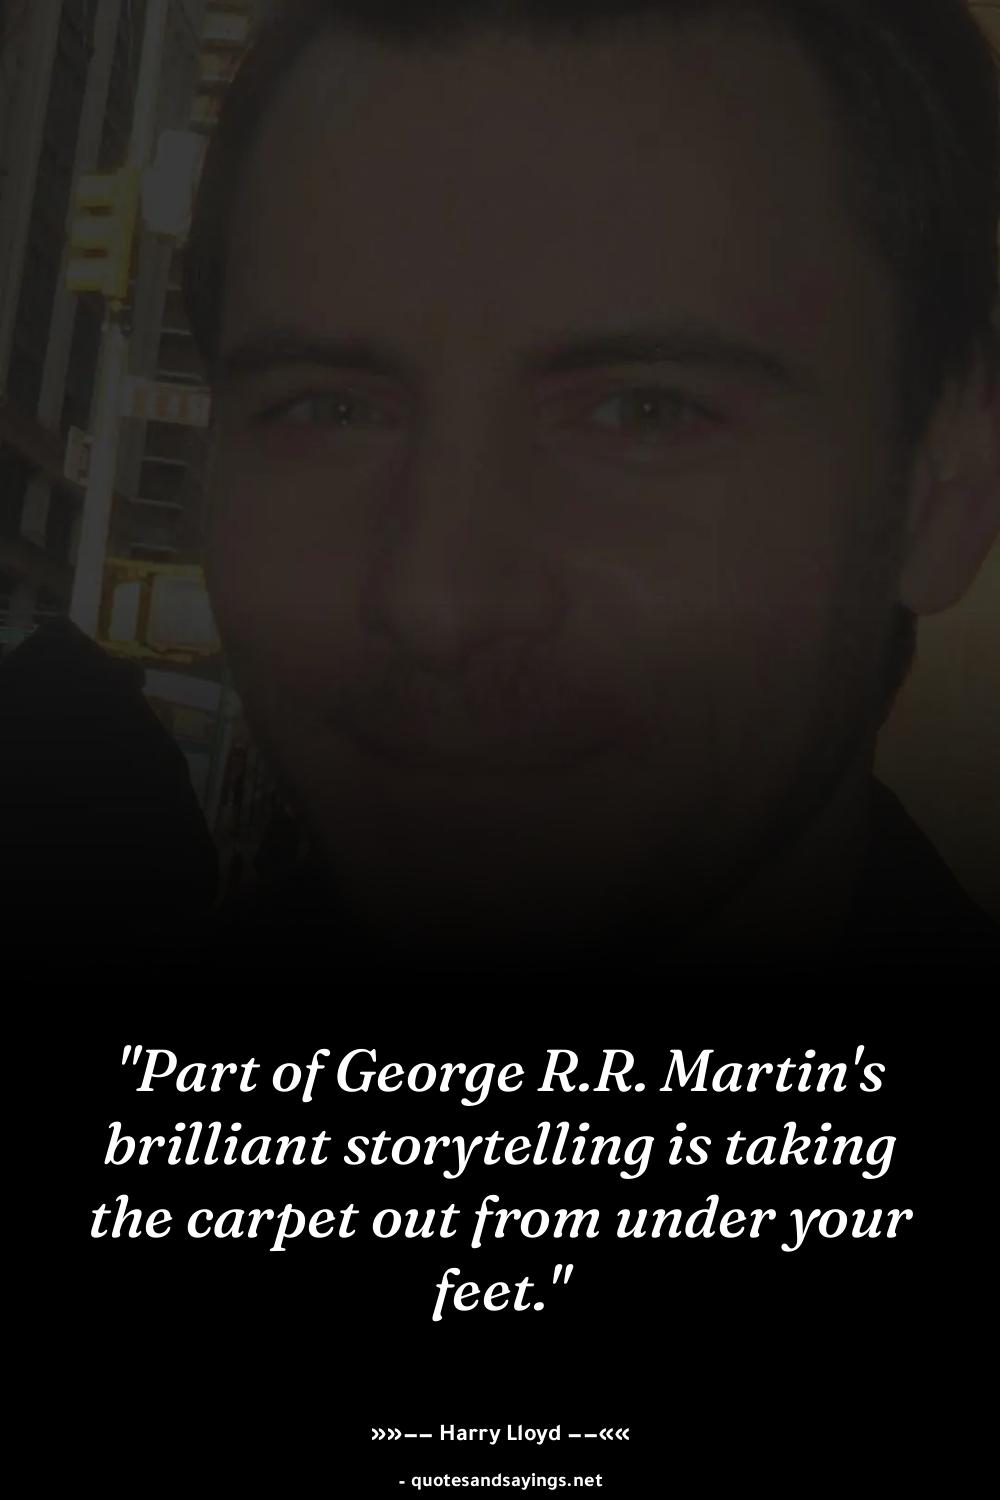 "Part of George R.R. Martin's
brilliant storytelling is taking
the carpet out from under your
feet."
»»−− Harry Lloyd −−««
- quotesandsayings.net